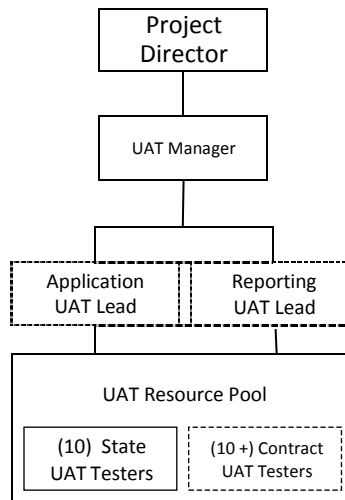 Project
Director
UAT Manager
Application
UAT Lead
Reporting
UAT Lead
UAT Resource Pool
(10) State
UAT Testers
(10 +) Contract
UAT Testers